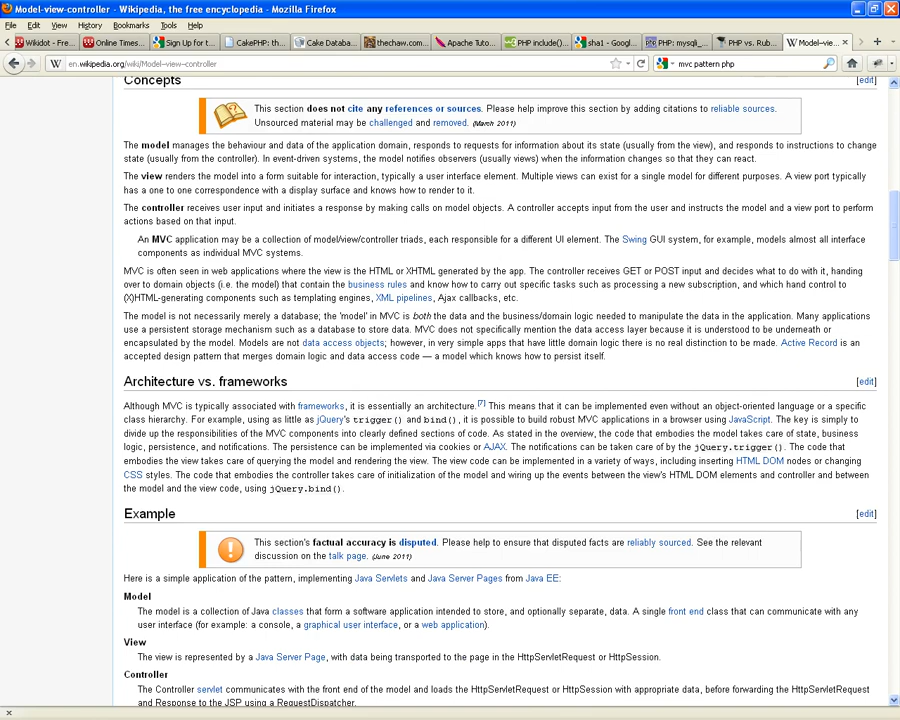 Model-view-controller - Wikipedia, the free encyclopedia - Mozilla Firefox
File Edit View History Bookmarks Tools Help
Wikidot - Fre... Online Times... Sign Up for t... CakePHP: th... Cake Databa... thechaw.com... Apache Tuto... PHP include()... sha1 - Googl... PHP: mysqli_... PHP vs. Rub... Model–vie...
en.wikipedia.org/wiki/Model–view–controller mvc pattern php
Concepts [edit]
This section does not cite any references or sources. Please help improve this section by adding citations to reliable sources.
Unsourced material may be challenged and removed. (March 2011)
The model manages the behaviour and data of the application domain, responds to requests for information about its state (usually from the view), and responds to instructions to change
state (usually from the controller). In event-driven systems, the model notifies observers (usually views) when the information changes so that they can react.
The view renders the model into a form suitable for interaction, typically a user interface element. Multiple views can exist for a single model for different purposes. A view port typically
has a one to one correspondence with a display surface and knows how to render to it.
The controller receives user input and initiates a response by making calls on model objects. A controller accepts input from the user and instructs the model and a view port to perform
actions based on that input.
An MVC application may be a collection of model/view/controller triads, each responsible for a different UI element. The Swing GUI system, for example, models almost all interface
components as individual MVC systems.
MVC is often seen in web applications where the view is the HTML or XHTML generated by the app. The controller receives GET or POST input and decides what to do with it, handing
over to domain objects (i.e. the model) that contain the business rules and know how to carry out specific tasks such as processing a new subscription, and which hand control to
(X)HTML-generating components such as templating engines, XML pipelines, Ajax callbacks, etc.
The model is not necessarily merely a database; the 'model' in MVC is both the data and the business/domain logic needed to manipulate the data in the application. Many applications
use a persistent storage mechanism such as a database to store data. MVC does not specifically mention the data access layer because it is understood to be underneath or
encapsulated by the model. Models are not data access objects; however, in very simple apps that have little domain logic there is no real distinction to be made. Active Record is an
accepted design pattern that merges domain logic and data access code — a model which knows how to persist itself.
Architecture vs. frameworks [edit]
Although MVC is typically associated with frameworks, it is essentially an architecture.[7] This means that it can be implemented even without an object-oriented language or a specific
class hierarchy. For example, using as little as jQuery's trigger() and bind(), it is possible to build robust MVC applications in a browser using JavaScript. The key is simply to
divide up the responsibilities of the MVC components into clearly defined sections of code. As stated in the overview, the code that embodies the model takes care of state, business
logic, persistence, and notifications. The persistence can be implemented via cookies or AJAX. The notifications can be taken care of by the jQuery.trigger(). The code that
embodies the view takes care of querying the model and rendering the view. The view code can be implemented in a variety of ways, including inserting HTML DOM nodes or changing
CSS styles. The code that embodies the controller takes care of initialization of the model and wiring up the events between the view's HTML DOM elements and controller and between
the model and the view code, using jQuery.bind().
Example [edit]
This section's factual accuracy is disputed. Please help to ensure that disputed facts are reliably sourced. See the relevant
discussion on the talk page. (June 2011)
Here is a simple application of the pattern, implementing Java Servlets and Java Server Pages from Java EE:
Model
The model is a collection of Java classes that form a software application intended to store, and optionally separate, data. A single front end class that can communicate with any
user interface (for example: a console, a graphical user interface, or a web application).
View
The view is represented by a Java Server Page, with data being transported to the page in the HttpServletRequest or HttpSession.
Controller
The Controller servlet communicates with the front end of the model and loads the HttpServletRequest or HttpSession with appropriate data, before forwarding the HttpServletRequest
and Response to the JSP using a RequestDispatcher.